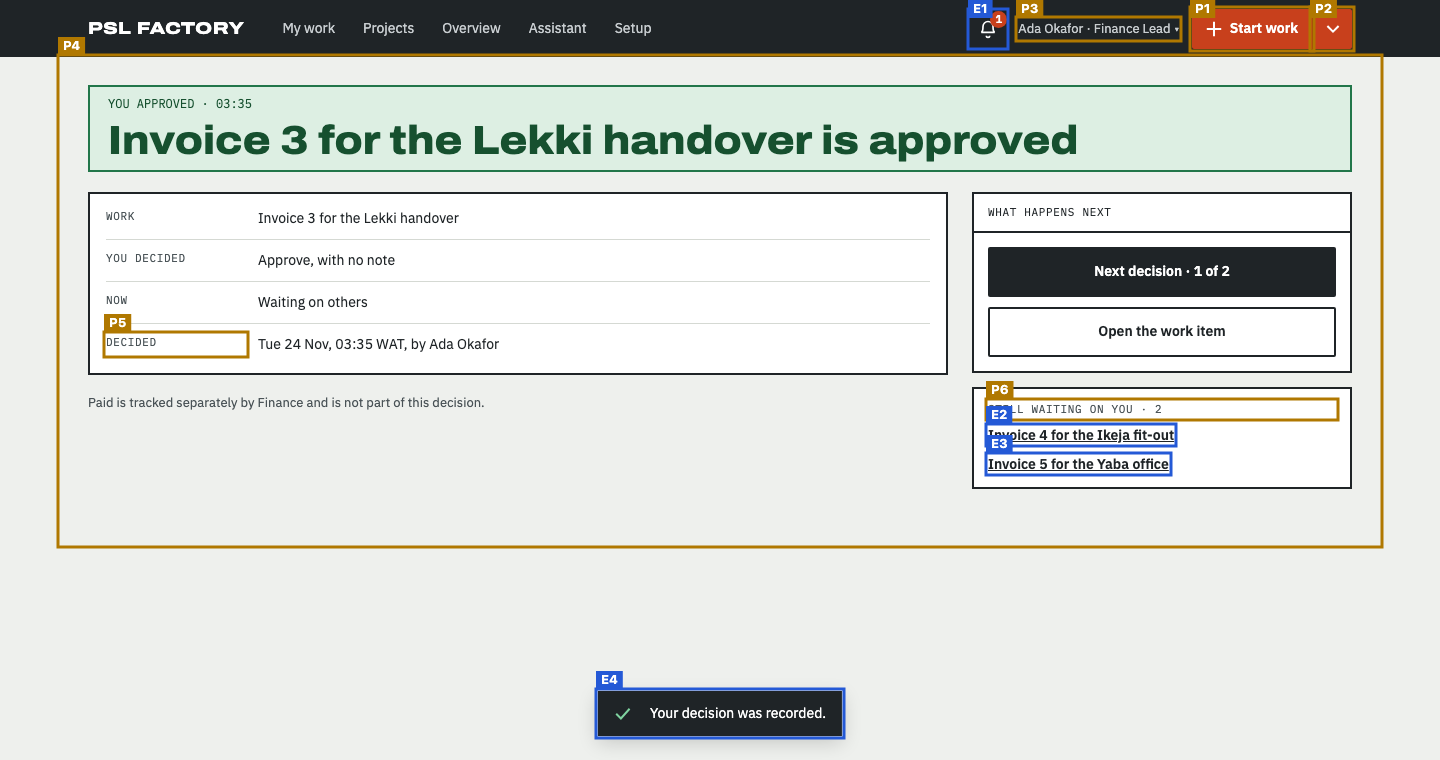 PSL FACTORY
My work
Projects
Overview
Assistant
Setup
E1
1
P3
Ada Okafor · Finance Lead
P1
Start work
P2
P4
YOU APPROVED · 03:35
Invoice 3 for the Lekki handover is approved
WORK
Invoice 3 for the Lekki handover
YOU DECIDED
Approve, with no note
NOW
Waiting on others
P5
DECIDED
Tue 24 Nov, 03:35 WAT, by Ada Okafor
Paid is tracked separately by Finance and is not part of this decision.
WHAT HAPPENS NEXT
Next decision · 1 of 2
Open the work item
P6
WAITING ON YOU · 2
E2
Invoice 4 for the Ikeja fit-out
E3
Invoice 5 for the Yaba office
E4
Your decision was recorded.